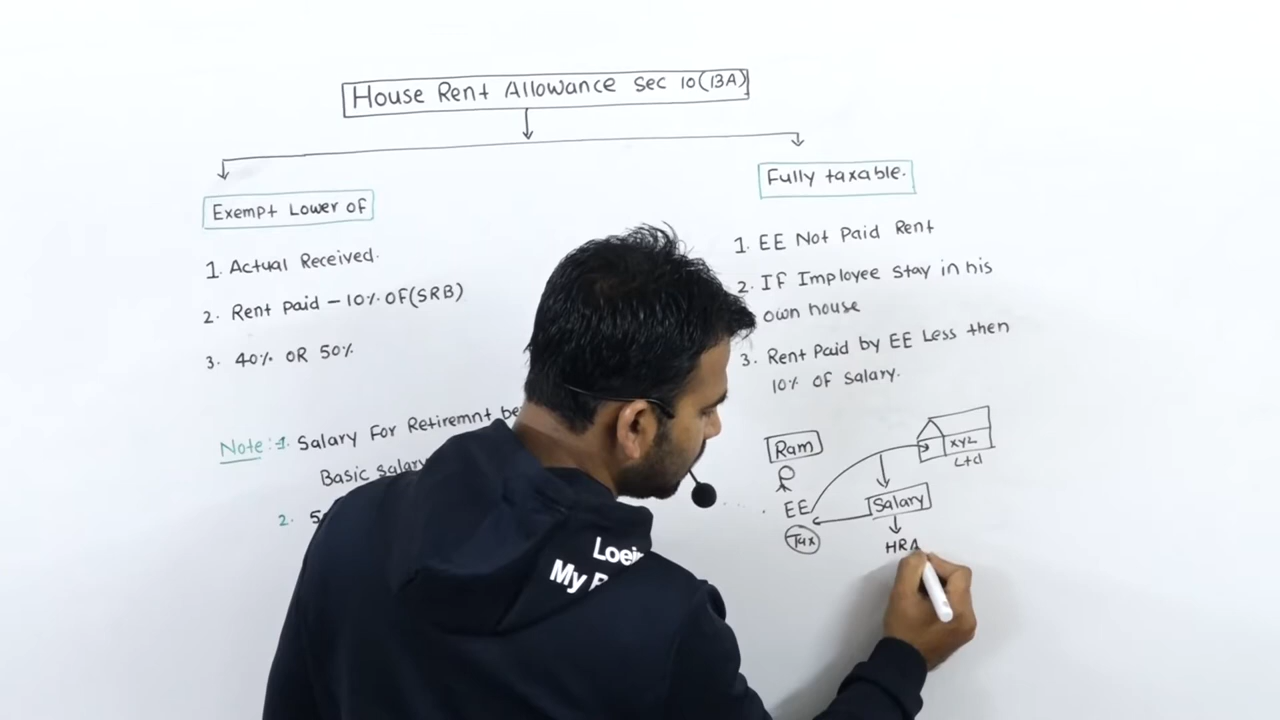 House Rent Allowance Sec 10(13A)
Exempt Lower of
1. Actual Received.
2. Rent Paid – 10% OF(SRB)
3. 40% OR 50%
Note: 1. Salary For Retiremnt
Basic salary
2.
Fully taxable.
1. EE Not Paid Rent
2. If Imployee stay in his
own house
3. Rent Paid by EE Less then
10% of salary.
Ram
EE
Tax
XYZ
Ltd
Salary
HRA
My